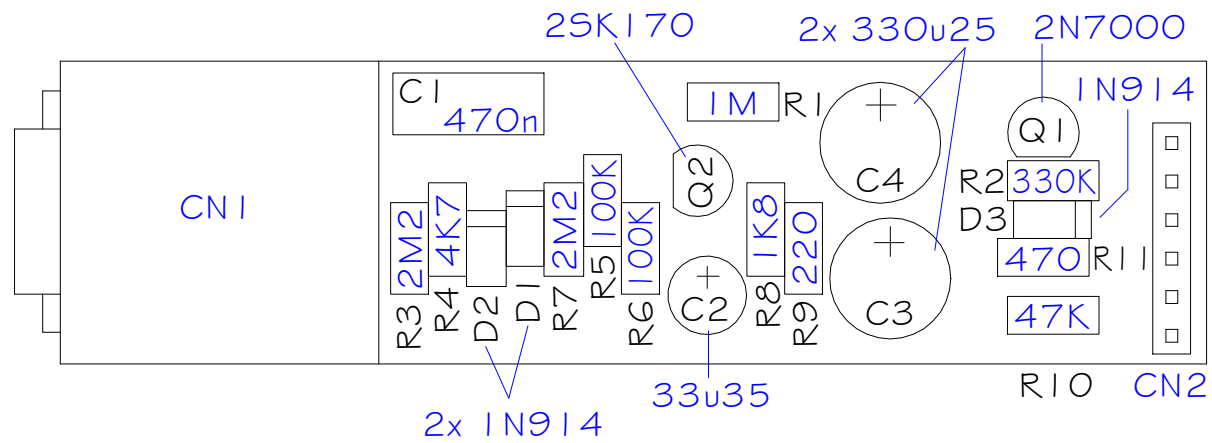 2SK170
2x 330u25
2N7000
1N914
C1
470n
1M
R1
Q1
C4
Q2
CN1
R2
330K
D3
470
R11
2M2
4K7
2M2
100K
100K
1K8
220
R3
R4
D2
D1
R7
R5
R6
C2
R8
R9
C3
47K
R10
CN2
33u35
2x 1N914